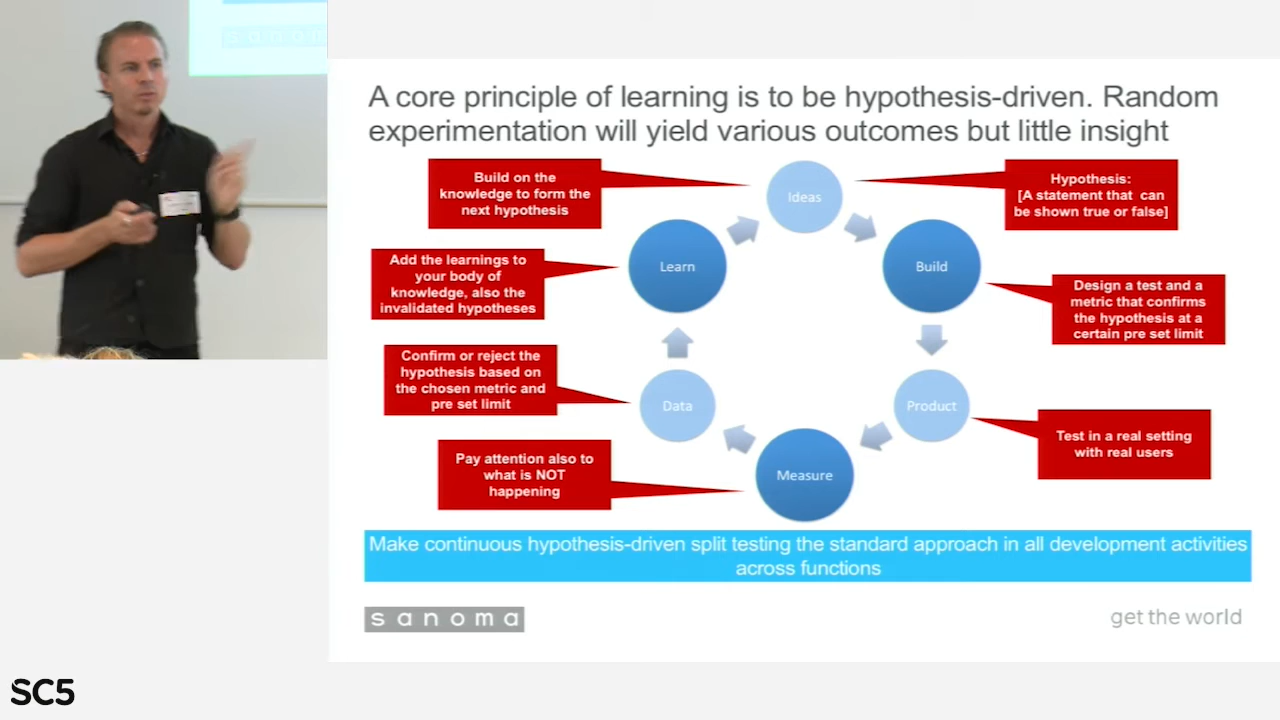 A core principle of learning is to be hypothesis-driven. Random
experimentation will yield various outcomes but little insight
Build on the
knowledge to form the
next hypothesis
Ideas
Hypothesis:
[A statement that can
be shown true or false]
Learn
Build
Add the learnings to
your body of
knowledge, also the
invalidated hypotheses
Design a test and a
metric that confirms
the hypothesis at a
certain pre set limit
Confirm or reject the
hypothesis based on
the chosen metric and
pre set limit
Data
Product
Test in a real setting
with real users
Pay attention also to
what is NOT
happening
Measure
Make continuous hypothesis-driven split testing the standard approach in all development activities
across functions
sanoma
get the world
SC5